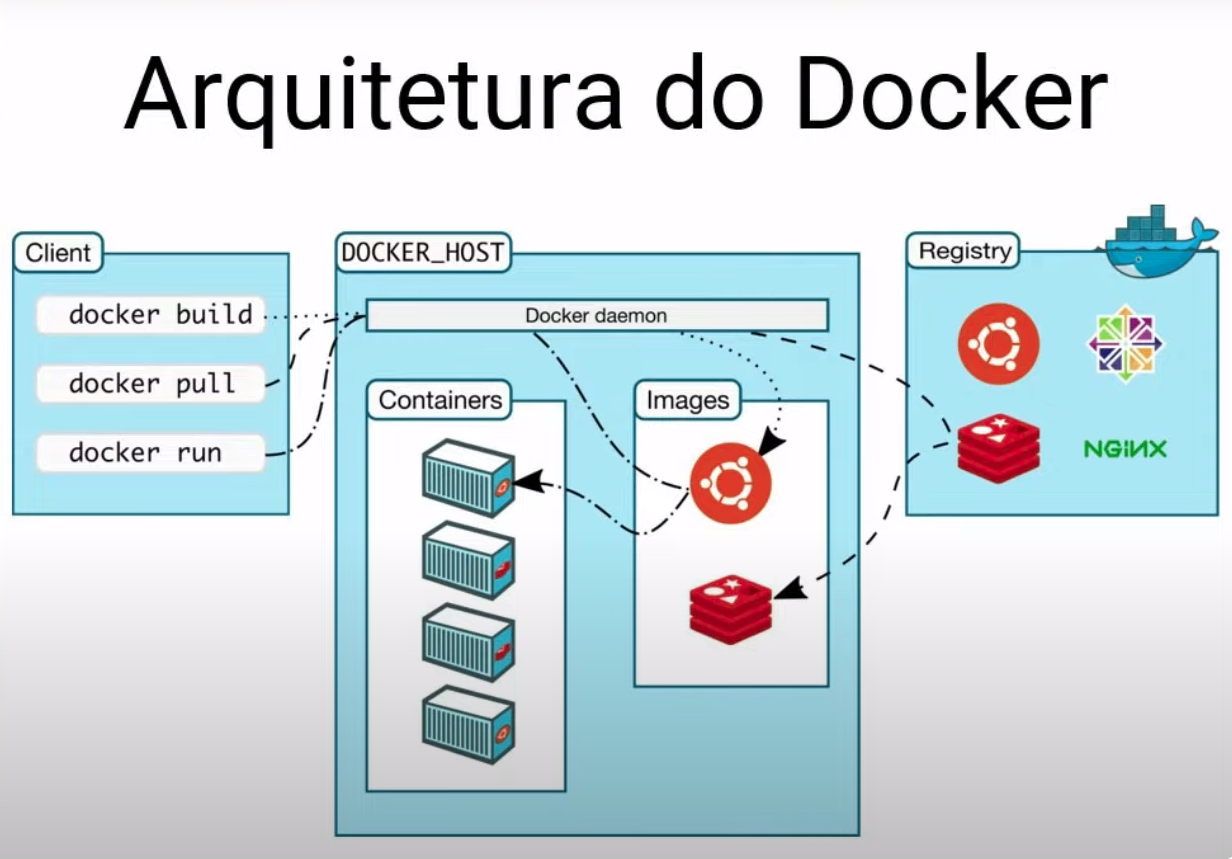 Arquitetura do Docker
Client
docker build
docker pull
docker run
DOCKER_HOST
Docker daemon
Containers
Images
Registry
NGINX